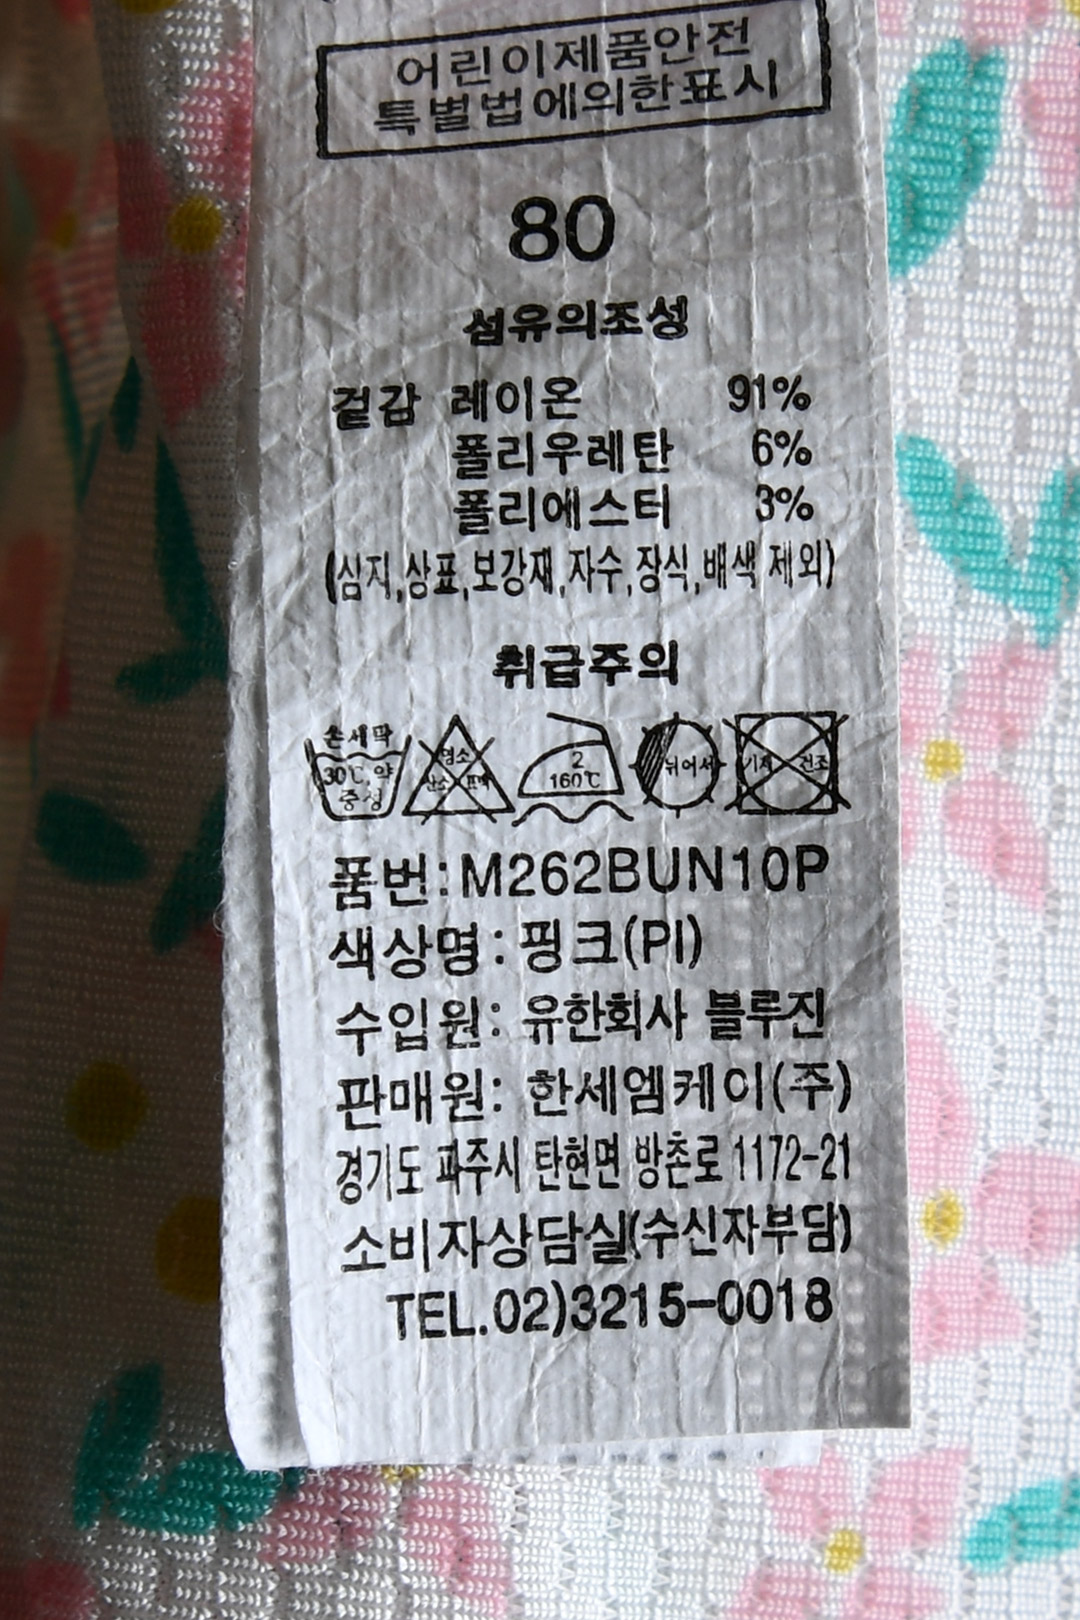 어린이제품안전
특별법에의한표시
80
섬유의조성
겉감 레이온 91%
폴리우레탄 6%
폴리에스터 3%
(심지,상표,보강재,자수,장식,배색 제외)
취급주의
손세탁
30℃.약
중성
염소
산소 표백
2
160℃
뉘어서
기계 건조
품번:M262BUN10P
색상명:핑크(PI)
수입원: 유한회사 블루진
판매원: 한세엠케이(주)
경기도 파주시 탄현면 방촌로 1172-21
소비자상담실(수신자부담)
TEL.02)3215-0018